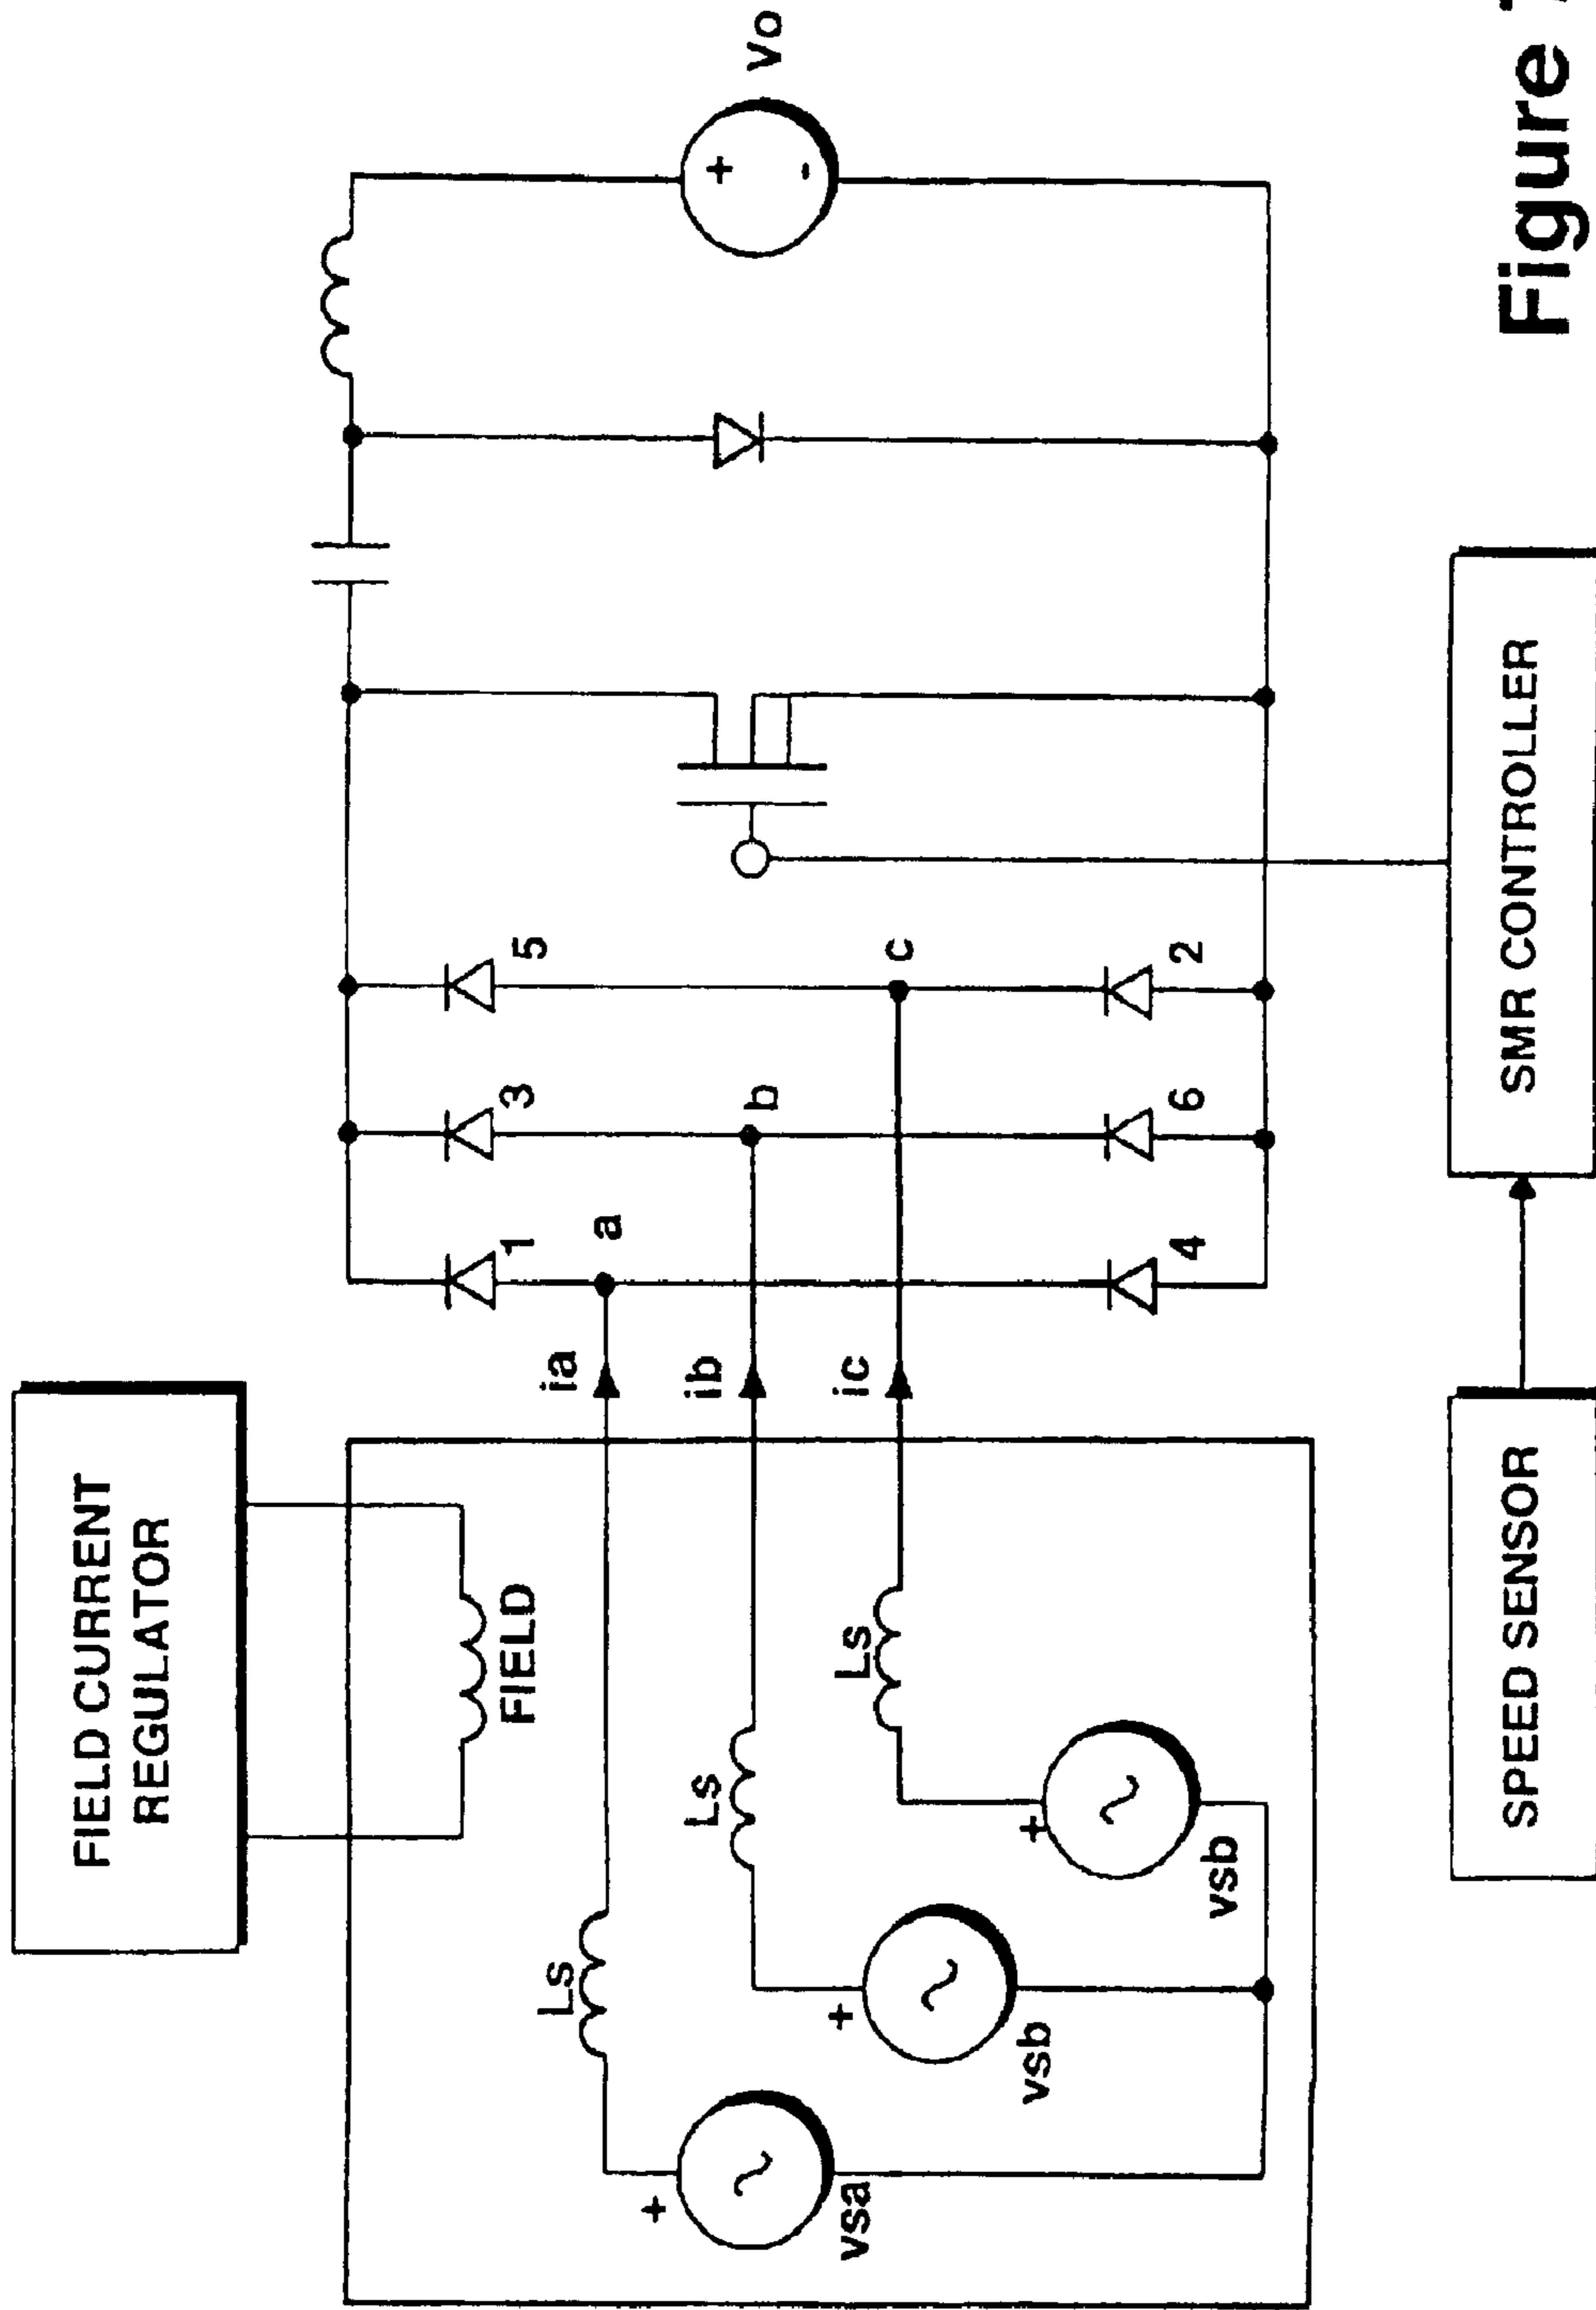 FIELD CURRENT
REGULATOR
FIELD
Ls
Ls
Ls
+
+
+
vsa
vsb
vsb
ia
ib
ic
a
b
c
1
3
5
4
6
2
+
-
Vo
SPEED SENSOR
SMR CONTROLLER
Figure